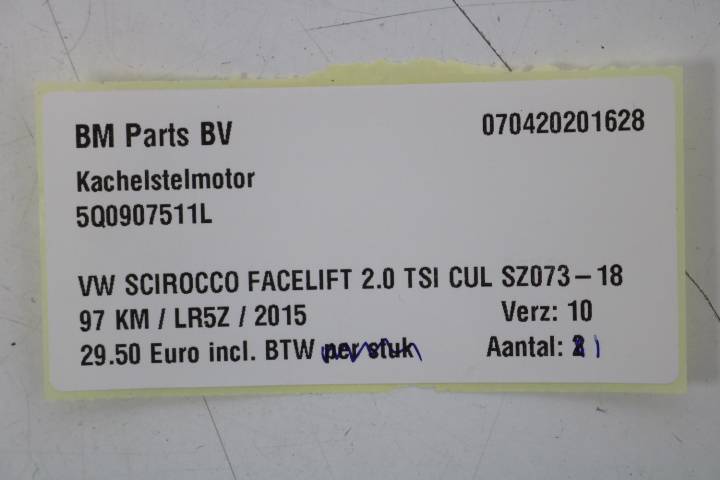 BM Parts BV 070420201628
Kachelstelmotor
5Q0907511L
VW SCIROCCO FACELIFT 2.0 TSI CUL SZ073-18
97 KM / LR5Z / 2015 Verz: 10
29.50 Euro incl. BTW per stuk Aantal: 2 1